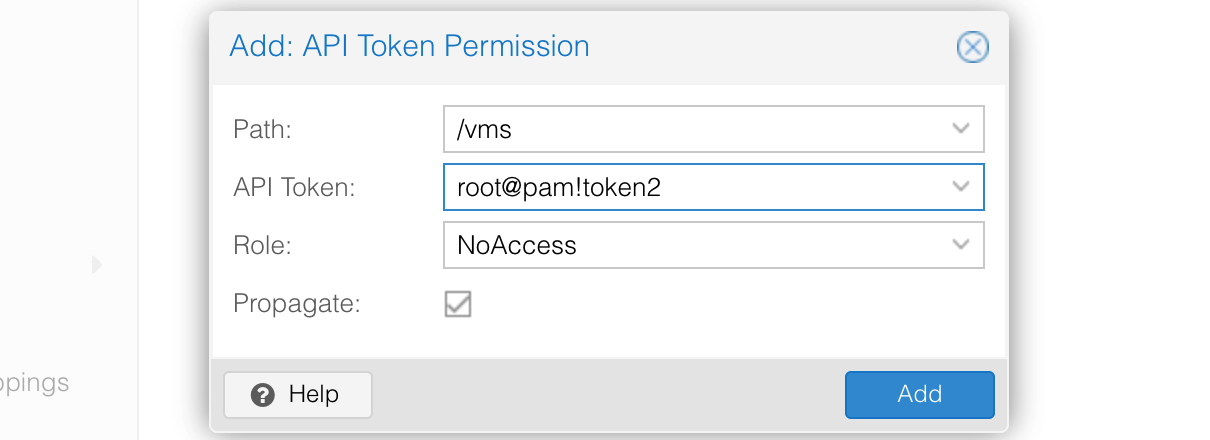 Add: API Token Permission
Path: /vms
API Token: root@pam!token2
Role: NoAccess
Propagate:
ppings
Help Add